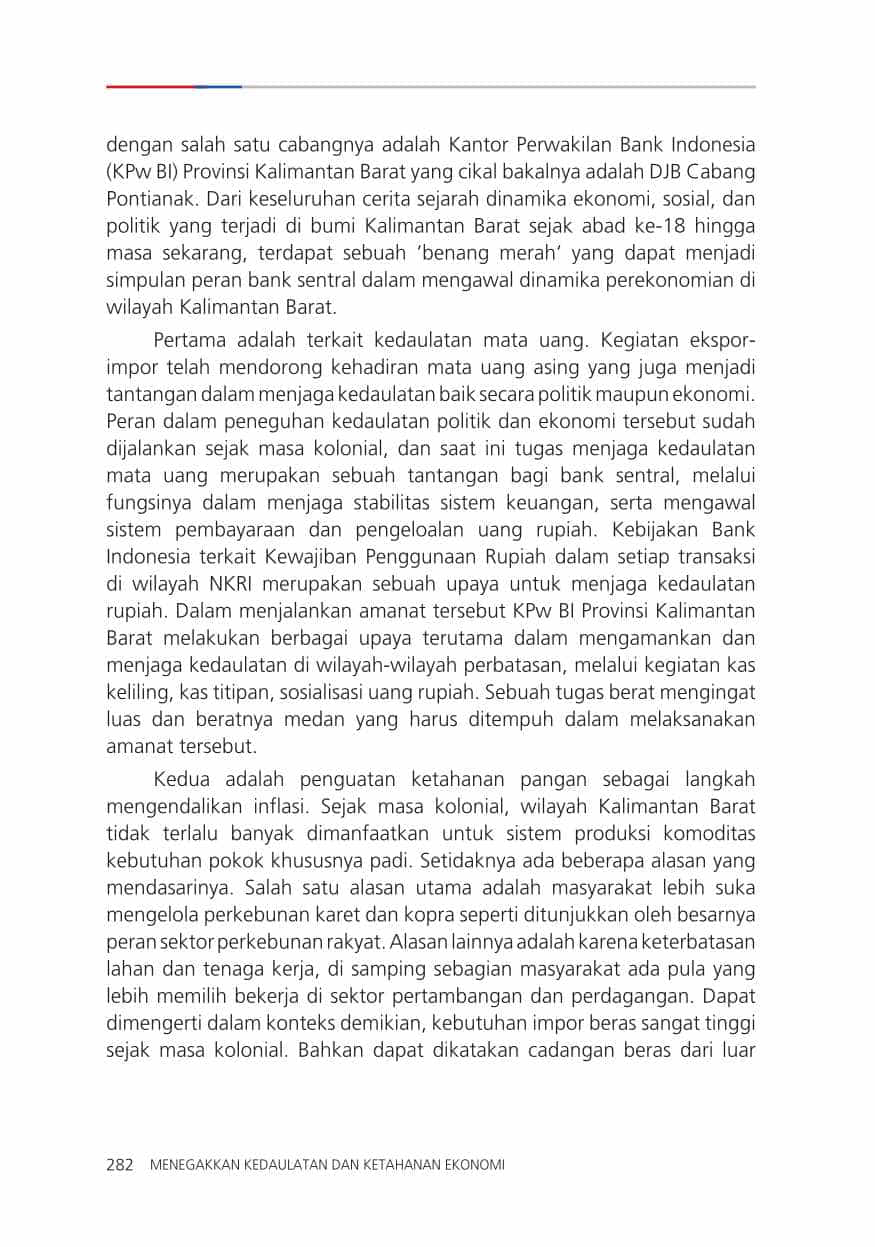 dengan salah satu cabangnya adalah Kantor Perwakilan Bank Indonesia
(KPw BI) Provinsi Kalimantan Barat yang cikal bakalnya adalah DJB Cabang
Pontianak. Dari keseluruhan cerita sejarah dinamika ekonomi, sosial, dan
politik yang terjadi di bumi Kalimantan Barat sejak abad ke-18 hingga
masa sekarang, terdapat sebuah ’benang merah’ yang dapat menjadi
simpulan peran bank sentral dalam mengawal dinamika perekonomian di
wilayah Kalimantan Barat.
Pertama adalah terkait kedaulatan mata uang. Kegiatan ekspor-
impor telah mendorong kehadiran mata uang asing yang juga menjadi
tantangan dalam menjaga kedaulatan baik secara politik maupun ekonomi.
Peran dalam peneguhan kedaulatan politik dan ekonomi tersebut sudah
dijalankan sejak masa kolonial, dan saat ini tugas menjaga kedaulatan
mata uang merupakan sebuah tantangan bagi bank sentral, melalui
fungsinya dalam menjaga stabilitas sistem keuangan, serta mengawal
sistem pembayaraan dan pengeloalan uang rupiah. Kebijakan Bank
Indonesia terkait Kewajiban Penggunaan Rupiah dalam setiap transaksi
di wilayah NKRI merupakan sebuah upaya untuk menjaga kedaulatan
rupiah. Dalam menjalankan amanat tersebut KPw BI Provinsi Kalimantan
Barat melakukan berbagai upaya terutama dalam mengamankan dan
menjaga kedaulatan di wilayah-wilayah perbatasan, melalui kegiatan kas
keliling, kas titipan, sosialisasi uang rupiah. Sebuah tugas berat mengingat
luas dan beratnya medan yang harus ditempuh dalam melaksanakan
amanat tersebut.
Kedua adalah penguatan ketahanan pangan sebagai langkah
mengendalikan inflasi. Sejak masa kolonial, wilayah Kalimantan Barat
tidak terlalu banyak dimanfaatkan untuk sistem produksi komoditas
kebutuhan pokok khususnya padi. Setidaknya ada beberapa alasan yang
mendasarinya. Salah satu alasan utama adalah masyarakat lebih suka
mengelola perkebunan karet dan kopra seperti ditunjukkan oleh besarnya
peran sektor perkebunan rakyat. Alasan lainnya adalah karena keterbatasan
lahan dan tenaga kerja, di samping sebagian masyarakat ada pula yang
lebih memilih bekerja di sektor pertambangan dan perdagangan. Dapat
dimengerti dalam konteks demikian, kebutuhan impor beras sangat tinggi
sejak masa kolonial. Bahkan dapat dikatakan cadangan beras dari luar
282 MENEGAKKAN KEDAULATAN DAN KETAHANAN EKONOMI